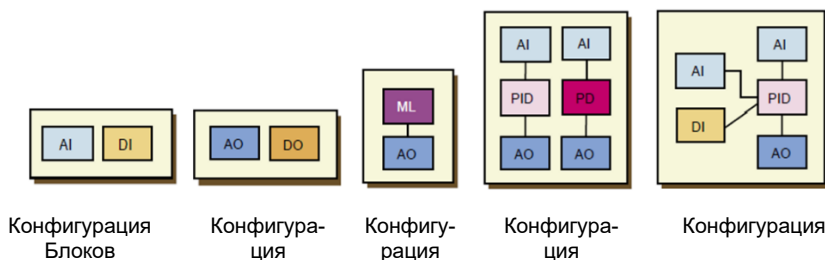 AI
DI
AO
DO
ML
AO
AI
AI
PID
PD
AO
AO
AI
AI
DI
PID
AO
Конфигурация
Блоков
Конфигура-
ция
Конфигу-
рация
Конфигура-
ция
Конфигурация